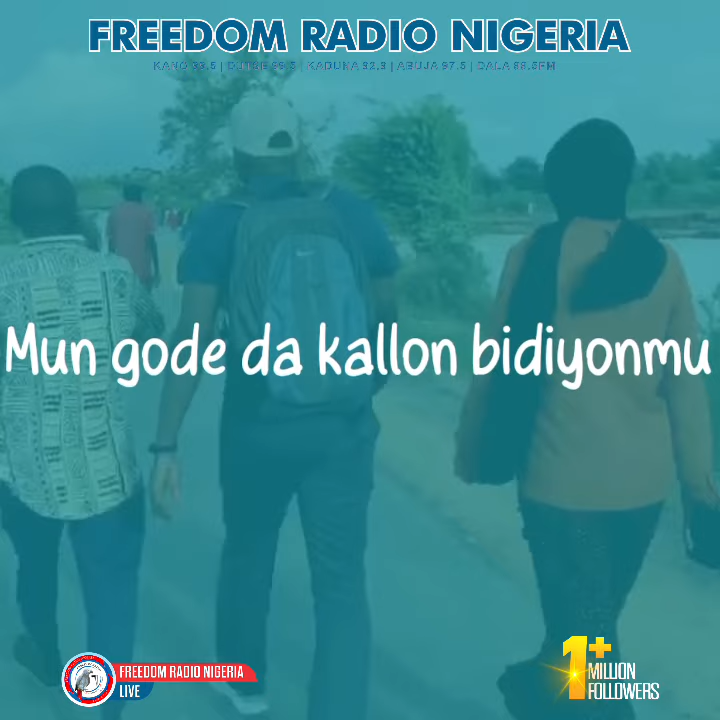 FREEDOM RADIO NIGERIA
KANO 99.5 | DUTSE 99.5 | KADUNA 92.9 | ABUJA 97.5 | DALA 88.5FM
Mun gode da kallon bidiyonmu
FREEDOM RADIO NIGERIA
LIVE
1+
MILLION
FOLLOWERS